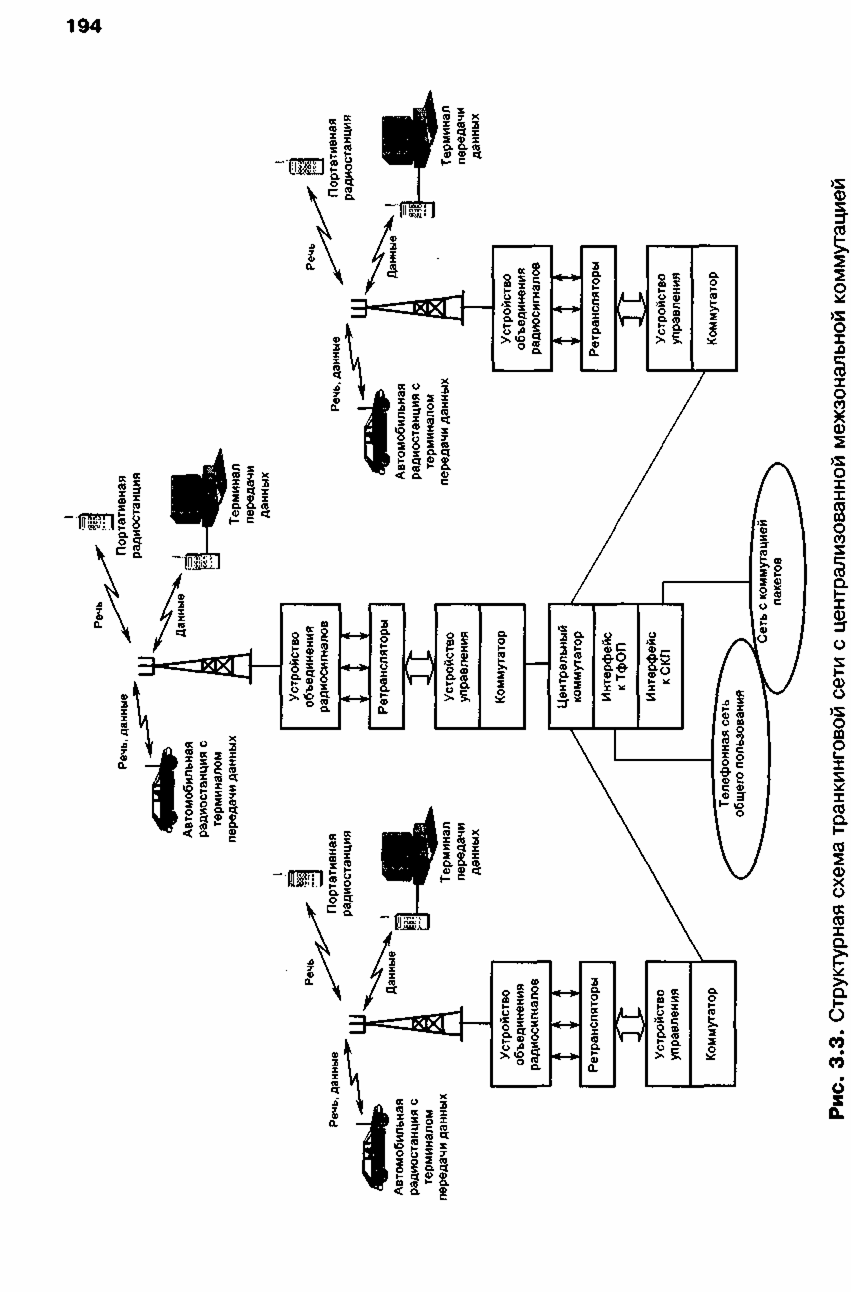 194
Речь
Речь, данные
Данные
Портативная
радиостанция
Автомобильная
радиостанция с
терминалом
передачи данных
Терминал
передачи
данных
Устройство
объединения
радиосигналов
Ретрансляторы
Устройство
управления
Коммутатор
Речь
Речь, данные
Данные
Портативная
радиостанция
Автомобильная
радиостанция с
терминалом
передачи данных
Терминал
передачи
данных
Устройство
объединения
радиосигналов
Ретрансляторы
Устройство
управления
Коммутатор
Речь
Речь, данные
Данные
Портативная
радиостанция
Автомобильная
радиостанция с
терминалом
передачи данных
Терминал
передачи
данных
Устройство
объединения
радиосигналов
Ретрансляторы
Устройство
управления
Коммутатор
Центральный
коммутатор
Интерфейс
к ТфОП
Интерфейс
к СКП
Телефонная сеть
общего пользования
Сеть с коммутацией
пакетов
Рис. 3.3. Структурная схема транкинговой сети с централизованной межзональной коммутацией